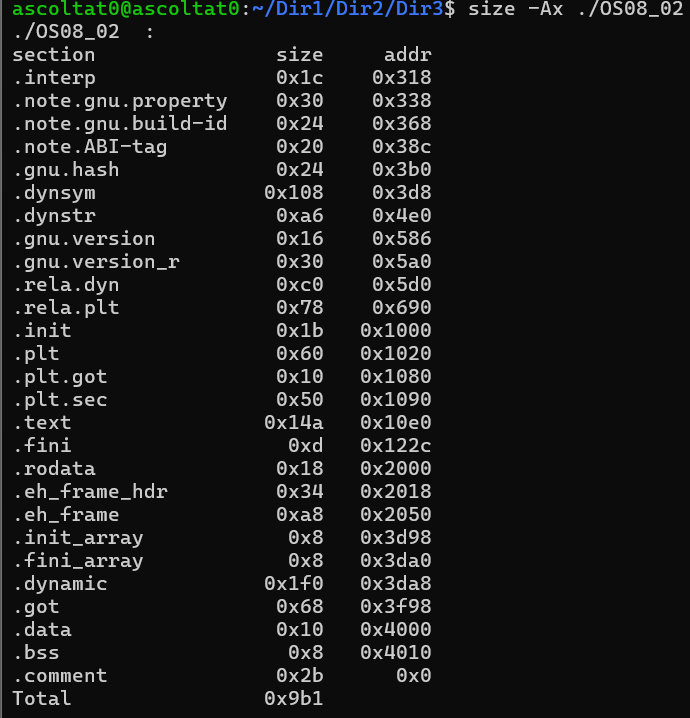 ascoltat0@ascoltat0:~/Dir1/Dir2/Dir3$ size -Ax ./OS08_02
./OS08_02  :
section                size     addr
.interp                0x1c    0x318
.note.gnu.property     0x30    0x338
.note.gnu.build-id     0x24    0x368
.note.ABI-tag          0x20    0x38c
.gnu.hash              0x24    0x3b0
.dynsym               0x108    0x3d8
.dynstr                0xa6    0x4e0
.gnu.version           0x16    0x586
.gnu.version_r         0x30    0x5a0
.rela.dyn              0xc0    0x5d0
.rela.plt              0x78    0x690
.init                  0x1b   0x1000
.plt                   0x60   0x1020
.plt.got               0x10   0x1080
.plt.sec               0x50   0x1090
.text                 0x14a   0x10e0
.fini                   0xd   0x122c
.rodata                0x18   0x2000
.eh_frame_hdr          0x34   0x2018
.eh_frame              0xa8   0x2050
.init_array             0x8   0x3d98
.fini_array             0x8   0x3da0
.dynamic              0x1f0   0x3da8
.got                   0x68   0x3f98
.data                  0x10   0x4000
.bss                    0x8   0x4010
.comment               0x2b      0x0
Total                 0x9b1